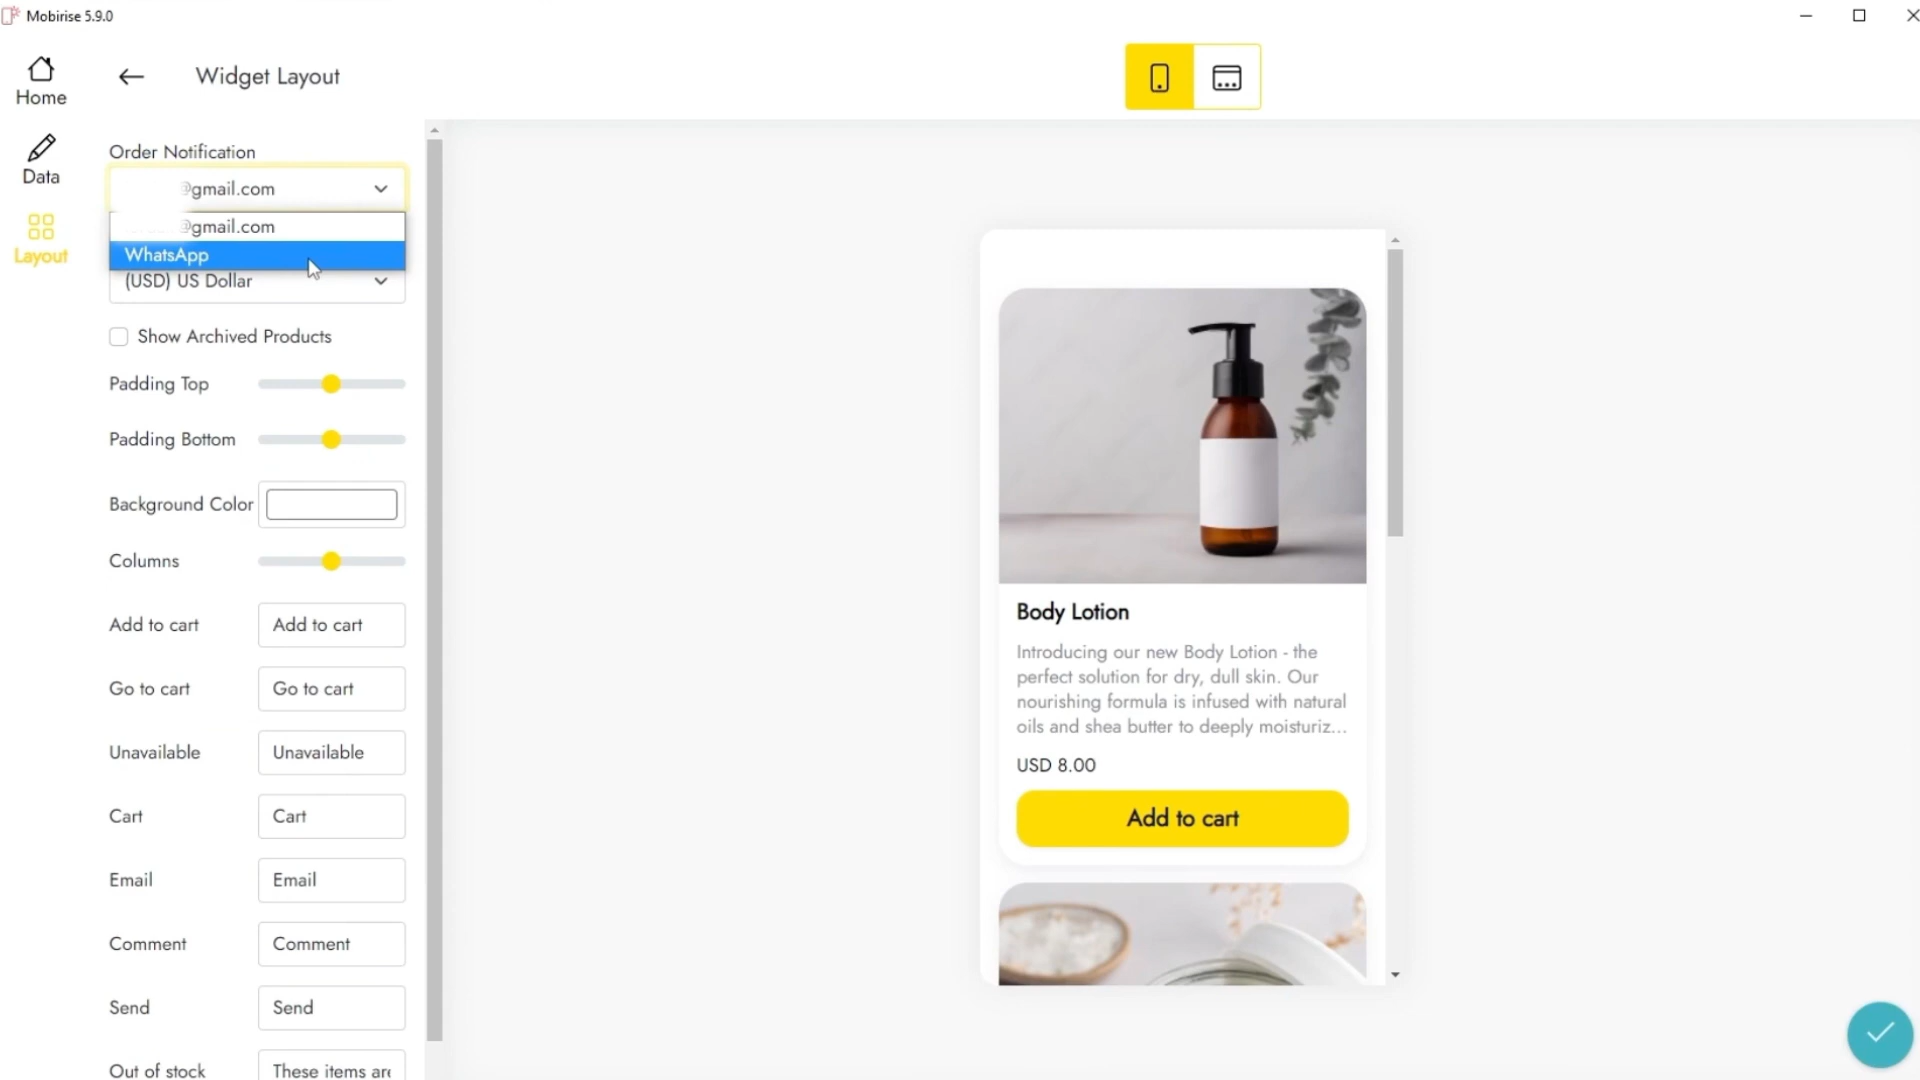 Mobirise 5.9.0
Home
Widget Layout
Data
Layout
Order Notification
@gmail.com
@gmail.com
WhatsApp
(USD) US Dollar
Show Archived Products
Padding Top
Padding Bottom
Background Color
Columns
Add to cart Add to cart
Go to cart Go to cart
Unavailable Unavailable
Cart Cart
Email Email
Comment Comment
Send Send
Out of stock These items are
Body Lotion
Introducing our new Body Lotion - the
perfect solution for dry, dull skin. Our
nourishing formula is infused with natural
oils and shea butter to deeply moisturiz...
USD 8.00
Add to cart